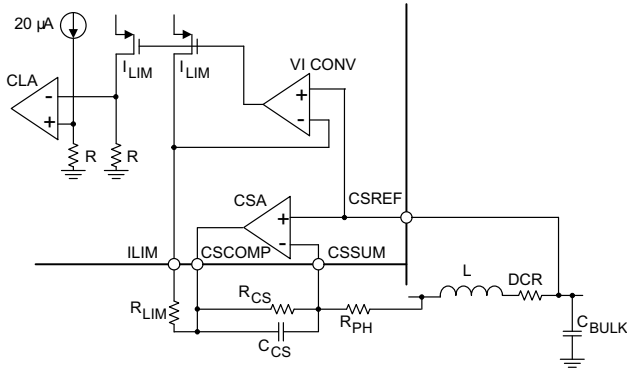 20 µA
CLA
-
+
I_LIM
I_LIM
VI CONV
+
-
R
R
CSA
CSREF
+
-
ILIM
CSCOMP
CSSUM
L
DCR
R_LIM
R_CS
R_PH
C_CS
C_BULK